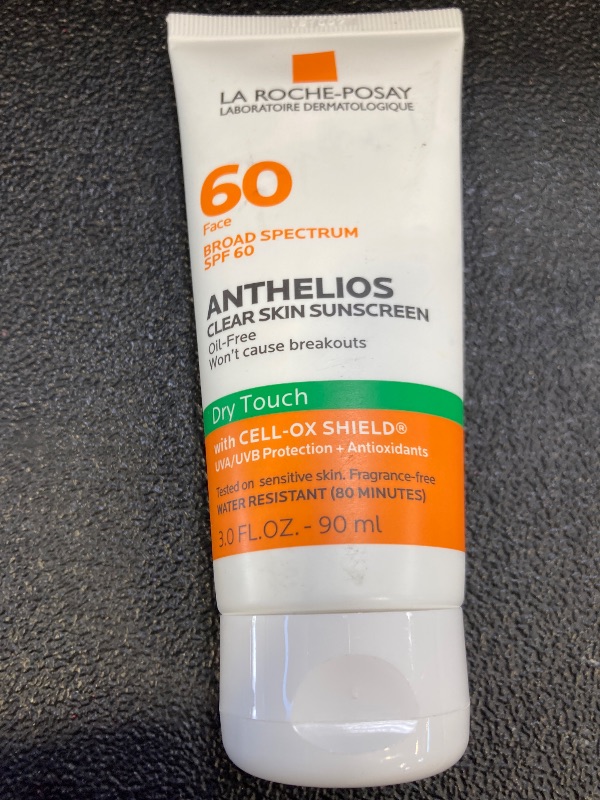 LA ROCHE-POSAY
LABORATOIRE DERMATOLOGIQUE
60
Face
BROAD SPECTRUM
SPF 60
ANTHELIOS
CLEAR SKIN SUNSCREEN
Oil-Free
Won't cause breakouts
Dry Touch
with CELL-OX SHIELD®
UVA/UVB Protection + Antioxidants
Tested on sensitive skin. Fragrance-free
WATER RESISTANT (80 MINUTES)
3.0 FL.OZ. - 90 ml